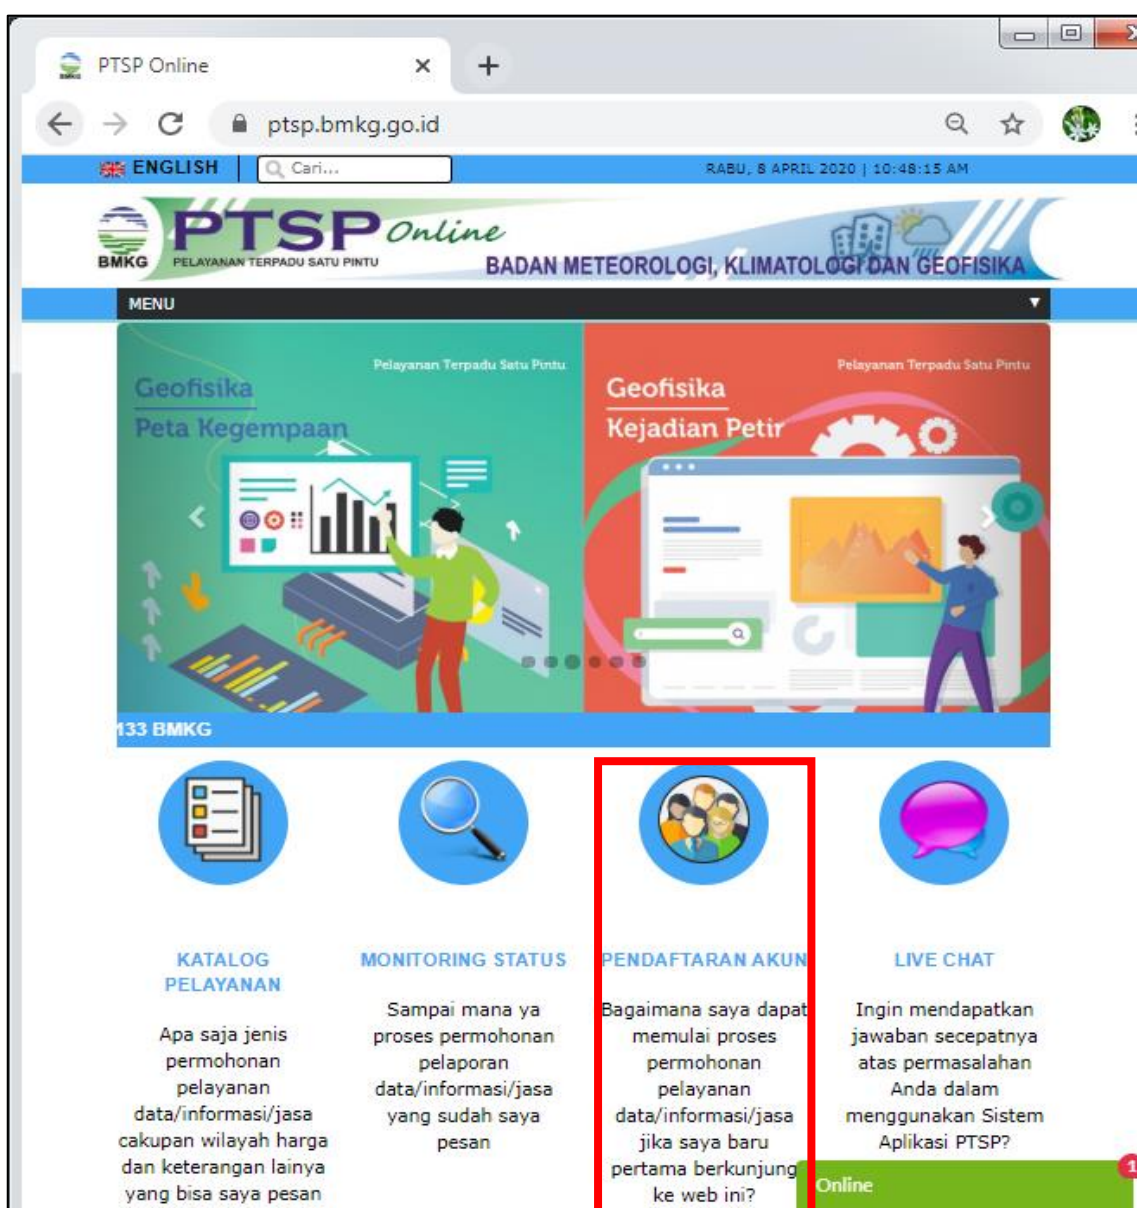 PTSP Online
ptsp.bmkg.go.id
ENGLISH
Cari...
RABU, 8 APRIL 2020 | 10:48:15 AM
PTSP Online
BMKG
PELAYANAN TERPADU SATU PINTU
BADAN METEOROLOGI, KLIMATOLOGI DAN GEOFISIKA
MENU
Pelayanan Terpadu Satu Pintu
Geofisika
Peta Kegempaan
Pelayanan Terpadu Satu Pintu
Geofisika
Kejadian Petir
133 BMKG
KATALOG
PELAYANAN
Apa saja jenis
permohonan
pelayanan
data/informasi/jasa
cakupan wilayah harga
dan keterangan lainya
yang bisa saya pesan
MONITORING STATUS
Sampai mana ya
proses permohonan
pelaporan
data/informasi/jasa
yang sudah saya
pesan
PENDAFTARAN AKUN
Bagaimana saya dapat
memulai proses
permohonan
pelayanan
data/informasi/jasa
jika saya baru
pertama berkunjung
ke web ini?
LIVE CHAT
Ingin mendapatkan
jawaban secepatnya
atas permasalahan
Anda dalam
menggunakan Sistem
Aplikasi PTSP?
Online
1